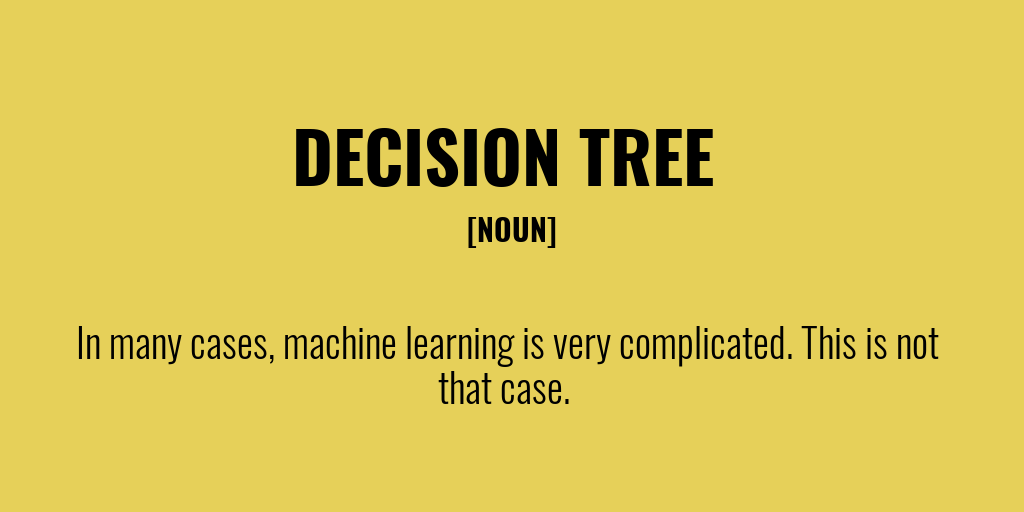 DECISION TREE
[NOUN]
In many cases, machine learning is very complicated. This is not
that case.